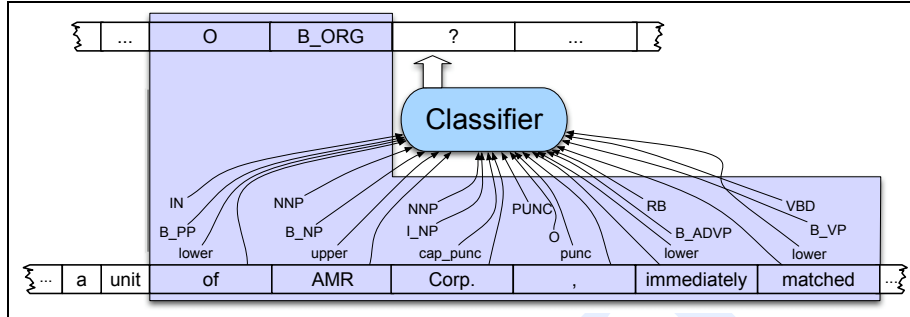 ... O B_ORG ? ...
Classifier
IN NNP NNP PUNC RB VBD
B_PP B_NP I_NP O B_ADVP B_VP
lower upper cap_punc punc lower lower
... a unit of AMR Corp. , immediately matched ...